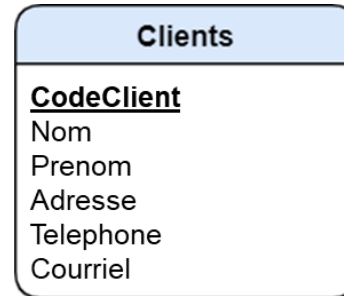 Clients
CodeClient
Nom
Prenom
Adresse
Telephone
Courriel